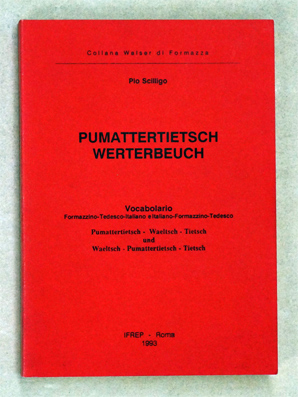 Collana Walser di Formazza
Pio Scilligo
PUMATTERTIETSCH
WERTERBEUCH
Vocabolario
Formazzino-Tedesco-Italiano e Italiano-Formazzino-Tedesco
Pumattertietsch - Waeltsch - Tietsch
und
Waeltsch - Pumattertietsch - Tietsch
IFREP - Roma
1993